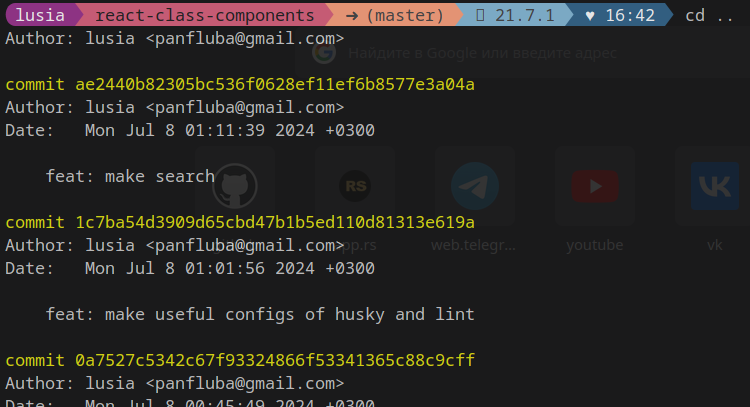 lusia react-class-components ➜ (master) 21.7.1 ♥ 16:42 cd ..
Author: lusia <panfluba@gmail.com>
Найдите в Google или введите адрес
commit ae2440b82305bc536f0628ef11ef6b8577e3a04a
Author: lusia <panfluba@gmail.com>
Date:   Mon Jul 8 01:11:39 2024 +0300
feat: make search
RS
commit 1c7ba54d3909d65cbd47b1b5ed110d81313e619a
Author: lusia <panfluba@gmail.com>
app.rs
web.telegr...
youtube
vk
Date:   Mon Jul 8 01:01:56 2024 +0300
feat: make useful configs of husky and lint
commit 0a7527c5342c67f93324866f53341365c88c9cff
Author: lusia <panfluba@gmail.com>
Date:   Mon Jul 8 00:45:49 2024 +0300